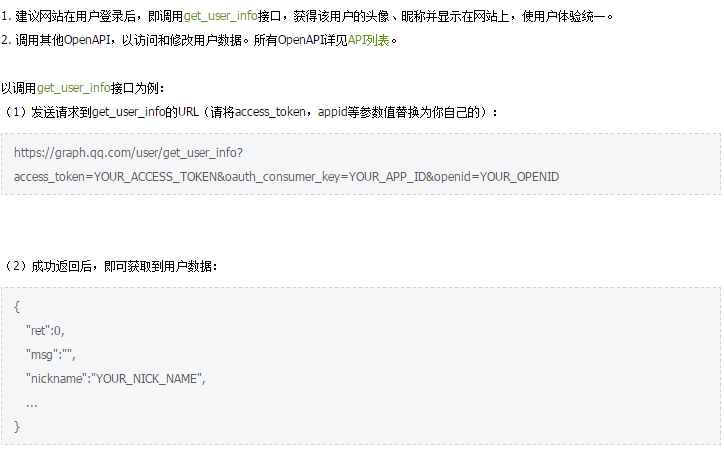 1. 建议网站在用户登录后，即调用get_user_info接口，获得该用户的头像、昵称并显示在网站上，使用户体验统一。
2. 调用其他OpenAPI，以访问和修改用户数据。所有OpenAPI详见API列表。
以调用get_user_info接口为例：
（1）发送请求到get_user_info的URL（请将access_token，appid等参数值替换为你自己的）：
https://graph.qq.com/user/get_user_info?
access_token=YOUR_ACCESS_TOKEN&oauth_consumer_key=YOUR_APP_ID&openid=YOUR_OPENID
（2）成功返回后，即可获取到用户数据：
{
"ret":0,
"msg":"",
"nickname":"YOUR_NICK_NAME",
...
}